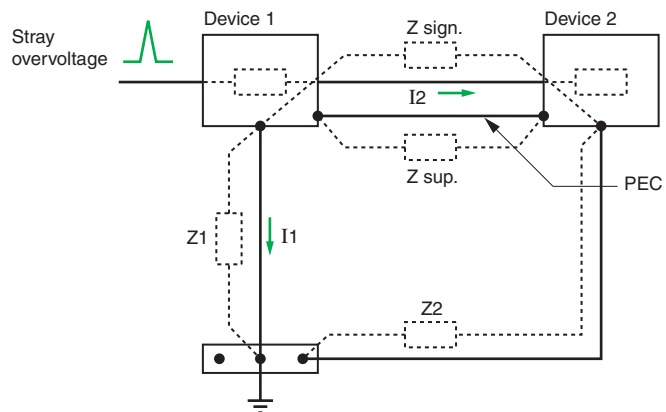 Device 1
Device 2
Stray
overvoltage
Z sign.
I2
Z sup.
PEC
Z1
I1
Z2